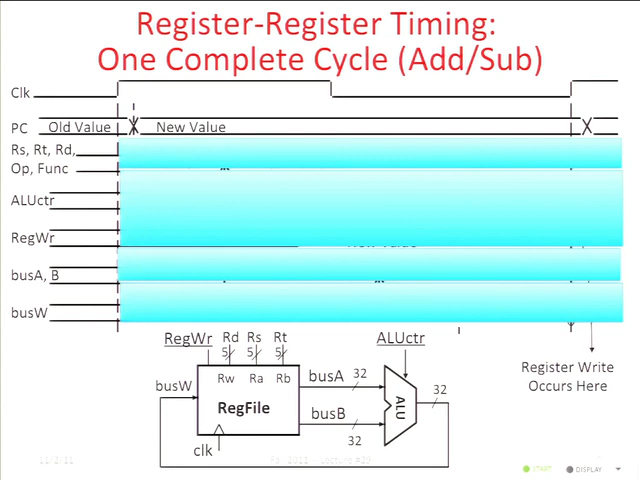 Register-Register Timing:
One Complete Cycle (Add/Sub)
Clk
PC Old Value New Value
Rs, Rt, Rd,
Op, Func
ALUctr
RegWr
busA, B
busW
RegWr Rd Rs Rt ALUctr
5 5 5
Register Write
Occurs Here
busW Rw Ra Rb busA 32
32
RegFile
busB
ALU
32
clk
START DISPLAY